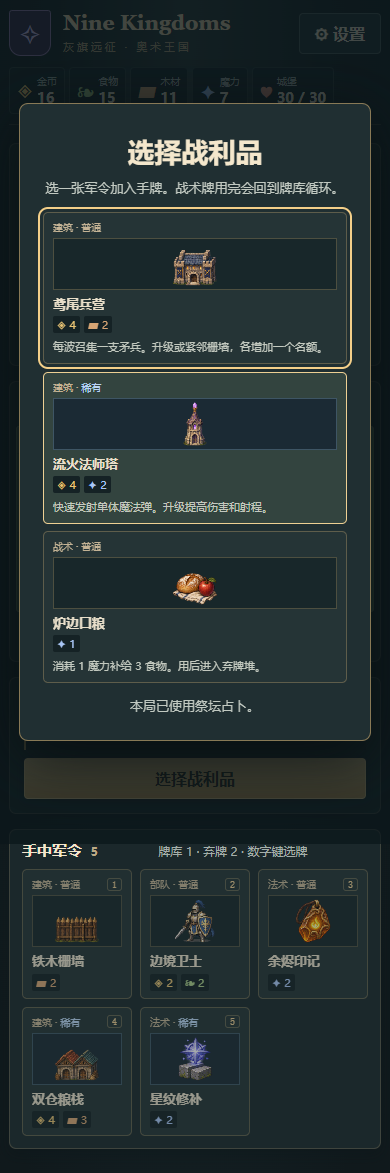 Nine Kingdoms
灰旗远征 · 奥术王国
设置
金币 16
食物 15
木材 11
魔力 7
城堡 30 / 30
选择战利品
选一张军令加入手牌。战术牌用完会回到牌库循环。
建筑 · 普通
鸢尾兵营
4 2
每波召集一支矛兵。升级或紧邻栅墙，各增加一个名额。
建筑 · 稀有
流火法师塔
4 2
快速发射单体魔法弹。升级提高伤害和射程。
战术 · 普通
炉边口粮
1
消耗 1 魔力补给 3 食物。用后进入弃牌堆。
本局已使用祭坛占卜。
选择战利品
手中军令 5
牌库 1 · 弃牌 2 · 数字键选牌
建筑 · 普通 1
铁木栅墙
2
部队 · 普通 2
边境卫士
2 2
法术 · 普通 3
余烬印记
2
建筑 · 稀有 4
双仓粮栈
4 3
法术 · 稀有 5
星纹修补
2